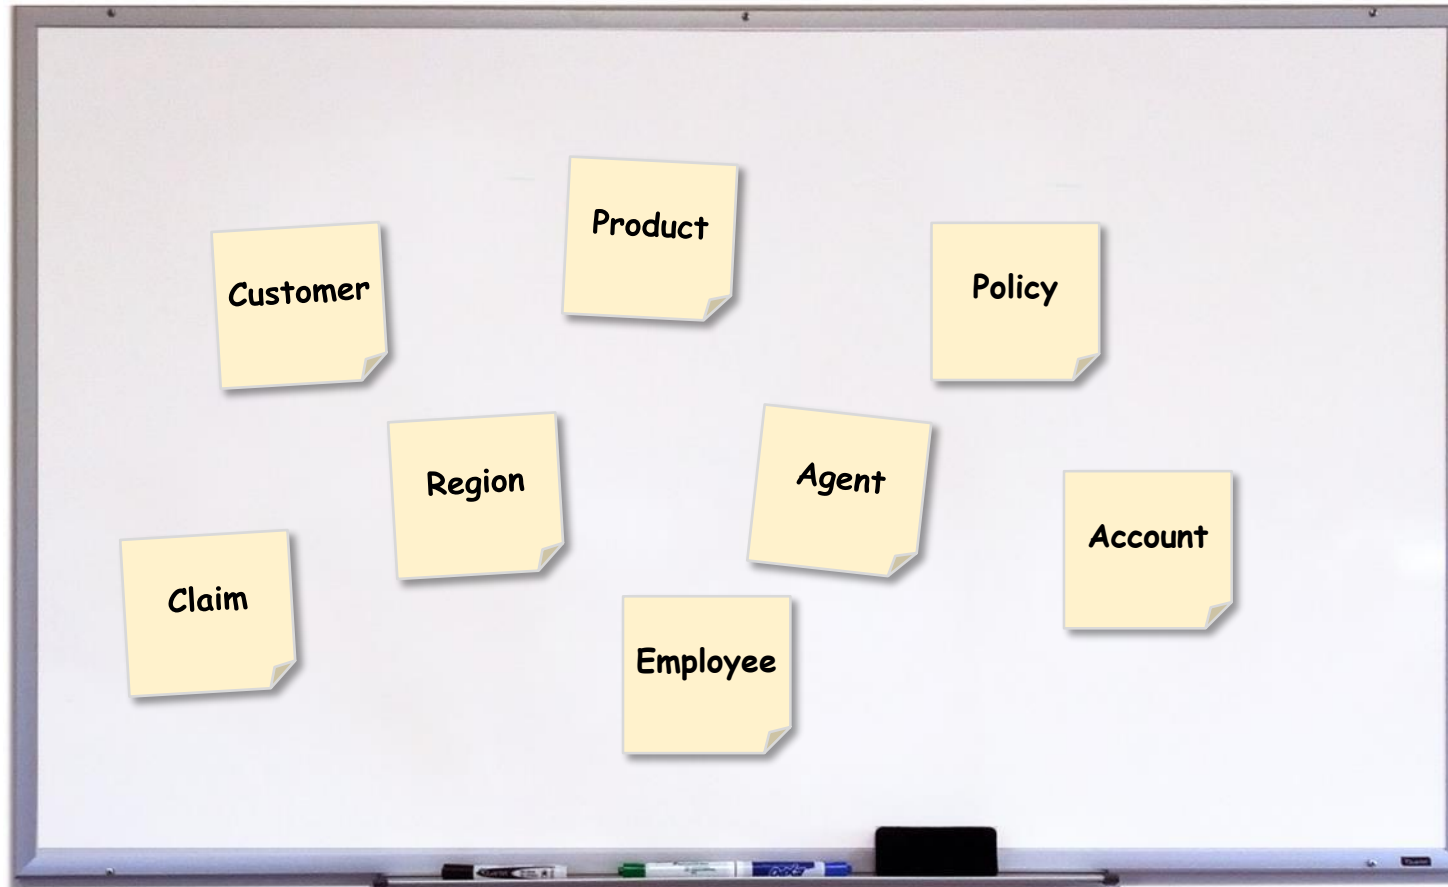 Product
Customer
Policy
Region
Agent
Account
Claim
Employee